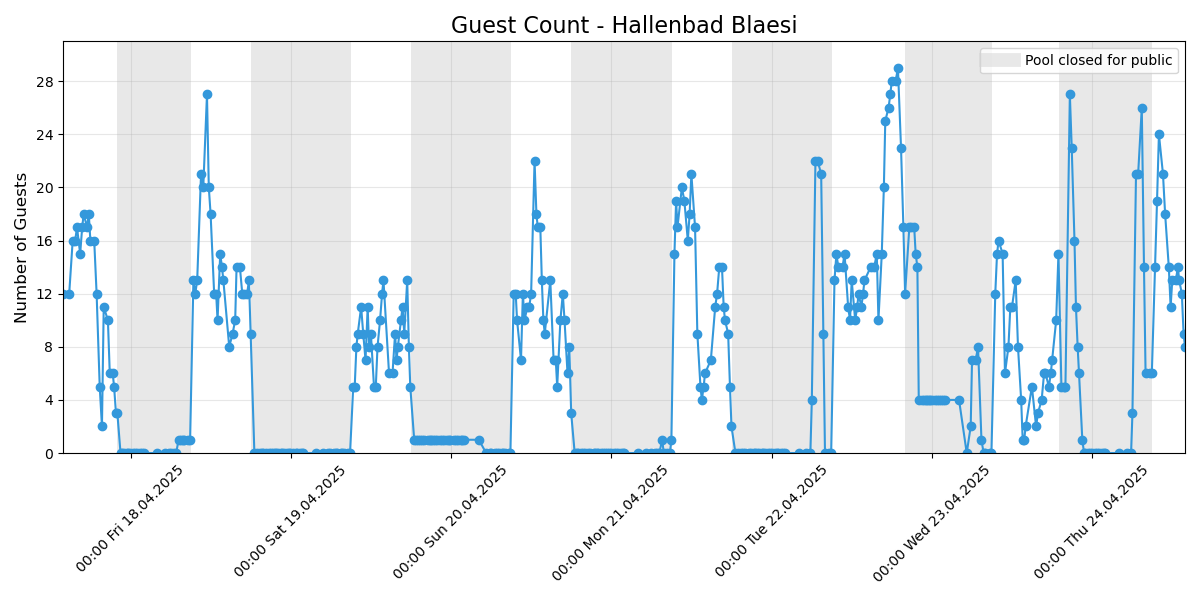 Guest Count - Hallenbad Blaesi
Pool closed for public
Number of Guests
28
24
20
16
12
8
4
0
00:00 Fri 18.04.2025
00:00 Sat 19.04.2025
00:00 Sun 20.04.2025
00:00 Mon 21.04.2025
00:00 Tue 22.04.2025
00:00 Wed 23.04.2025
00:00 Thu 24.04.2025